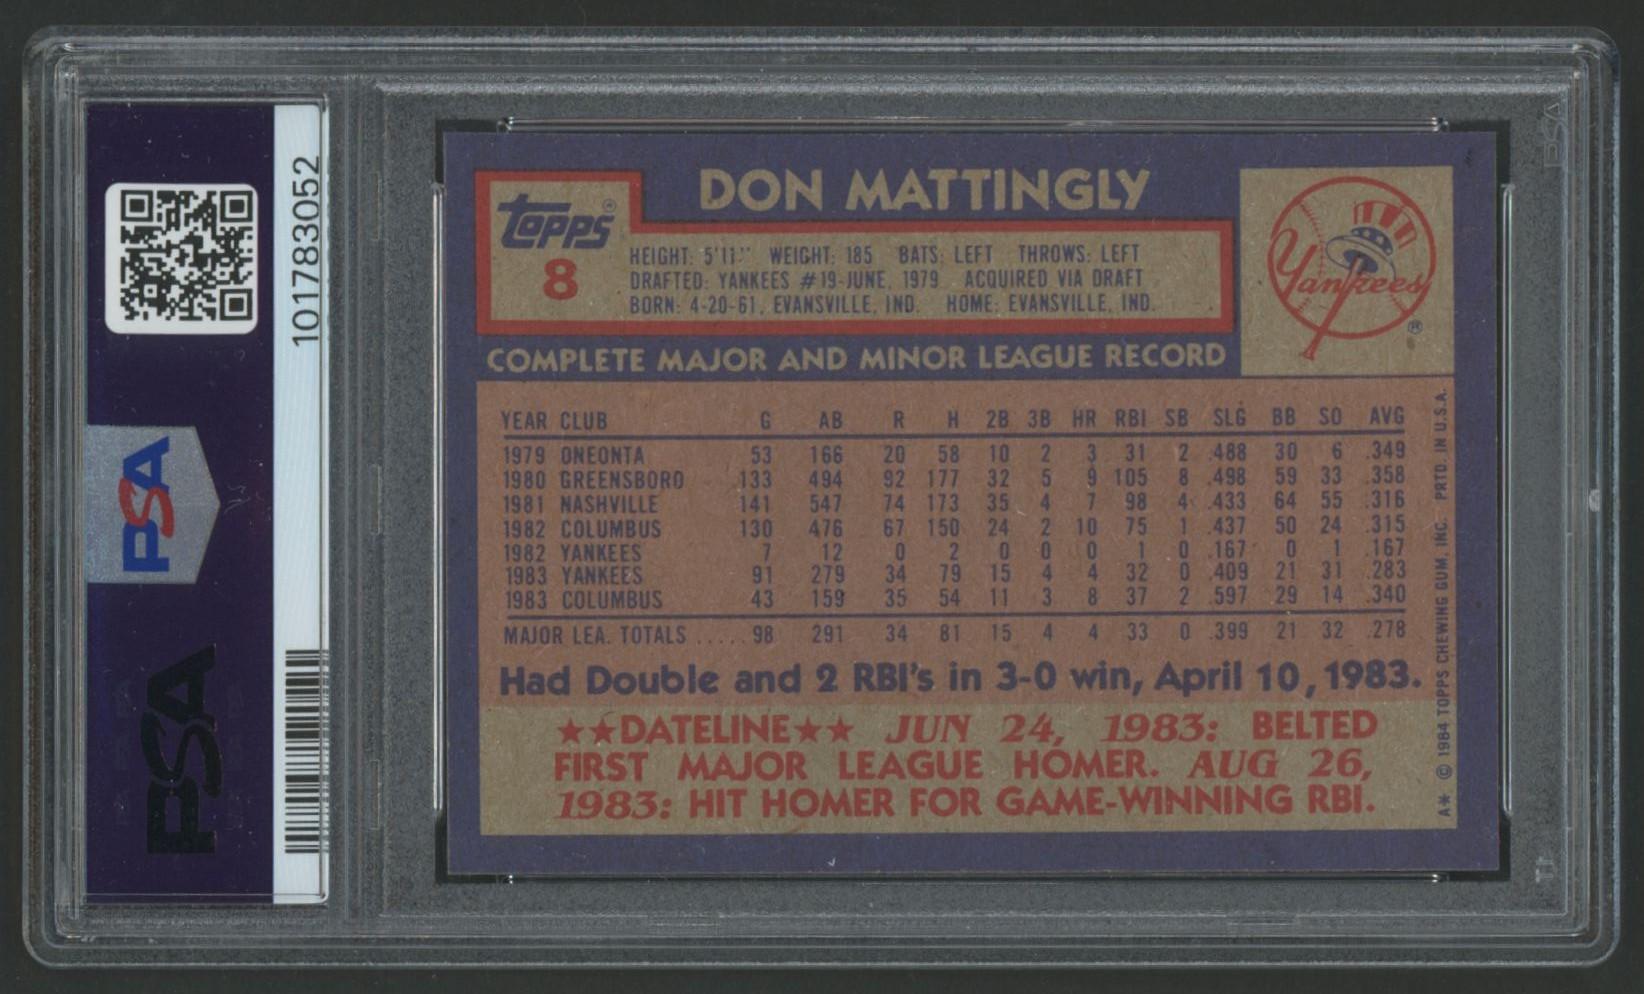 101783052
PSA
PSA
DON MATTINGLY
Topps®
8
HEIGHT: 5'11" WEIGHT: 185 BATS: LEFT THROWS: LEFT
DRAFTED: YANKEES #19-JUNE, 1979 ACQUIRED VIA DRAFT
BORN: 4-20-61, EVANSVILLE, IND. HOME: EVANSVILLE, IND.
Yankees
®
COMPLETE MAJOR AND MINOR LEAGUE RECORD
YEAR CLUB G AB R H 2B 3B HR RBI SB SLG BB SO AVG
1979 ONEONTA 53 166 20 58 10 2 3 31 2 .488 30 6 .349
1980 GREENSBORO 133 494 92 177 32 5 9 105 8 .498 59 33 .358
1981 NASHVILLE 141 547 74 173 35 4 7 98 4 .433 64 55 .316
1982 COLUMBUS 130 476 67 150 24 2 10 75 1 .437 50 24 .315
1982 YANKEES 7 12 0 2 0 0 0 1 0 .167 0 1 .167
1983 YANKEES 91 279 34 79 15 4 4 32 0 .409 21 31 .283
1983 COLUMBUS 43 159 35 54 11 3 8 37 2 .597 29 14 .340
MAJOR LEA. TOTALS ..... 98 291 34 81 15 4 4 33 0 .399 21 32 .278
Had Double and 2 RBI's in 3-0 win, April 10, 1983.
★★DATELINE★★ JUN 24, 1983: BELTED
FIRST MAJOR LEAGUE HOMER. AUG 26,
1983: HIT HOMER FOR GAME-WINNING RBI.
A* © 1984 TOPPS CHEWING GUM, INC. PRTD. IN U.S.A.
PSA